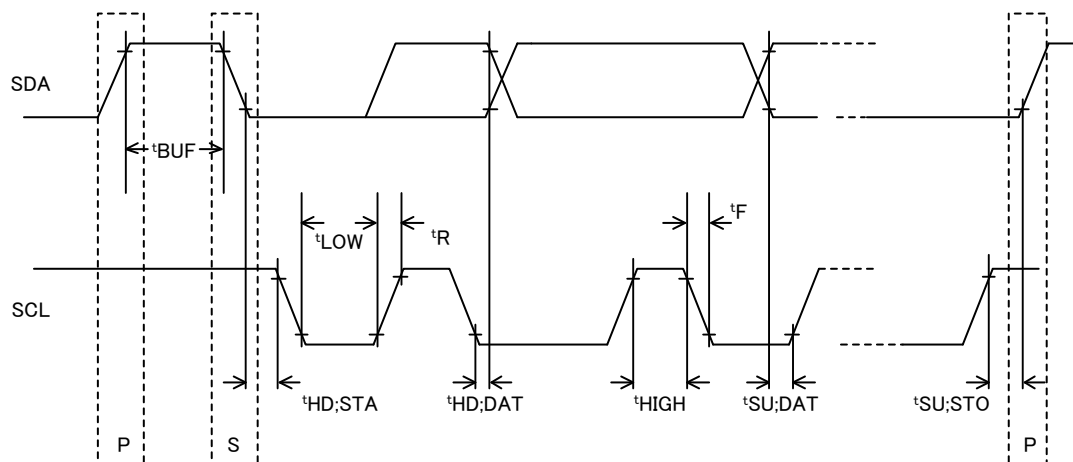 SDA
tBUF
tLOW
tR
tF
SCL
tHD;STA
tHD;DAT
tHIGH
tSU;DAT
tSU;STO
P
S
P